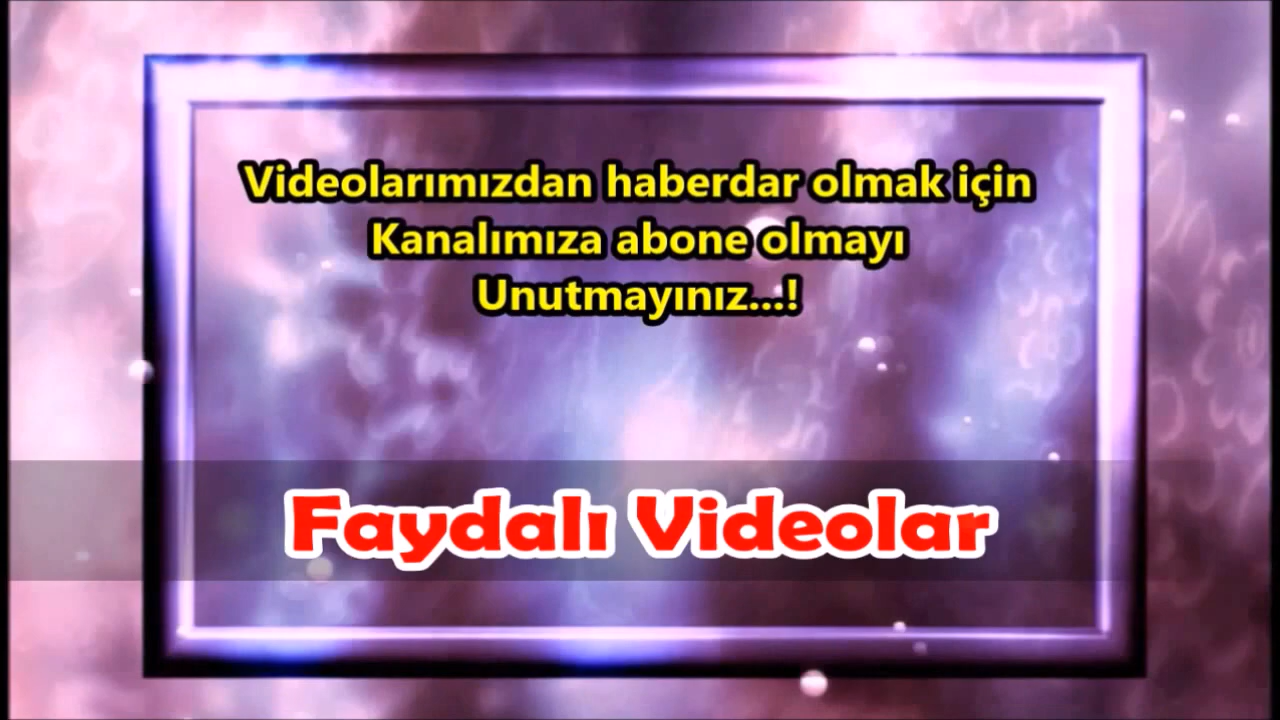 Videolarımızdan haberdar olmak için
Kanalımıza abone olmayı
Unutmayınız...!
Faydalı Videolar